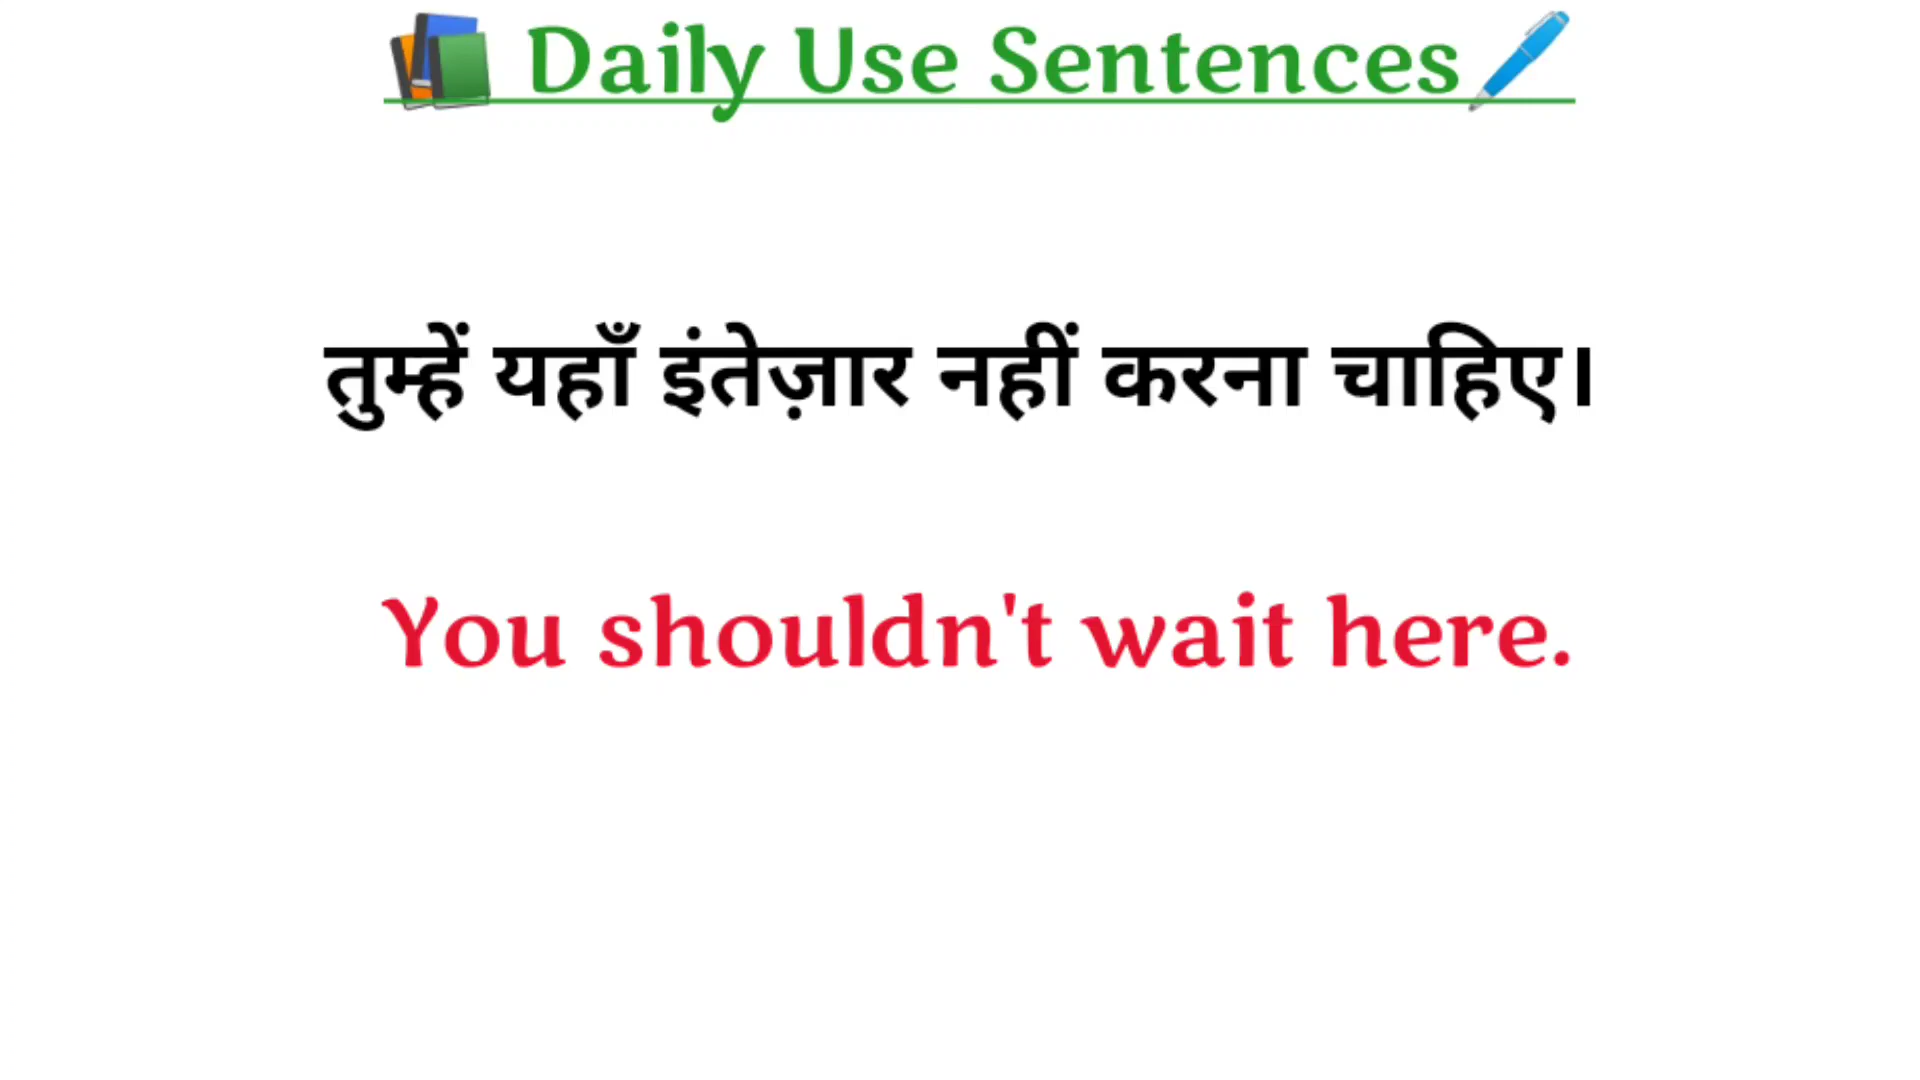 Daily Use Sentences
तुम्हें यहाँ इंतेज़ार नहीं करना चाहिए।
You shouldn't wait here.